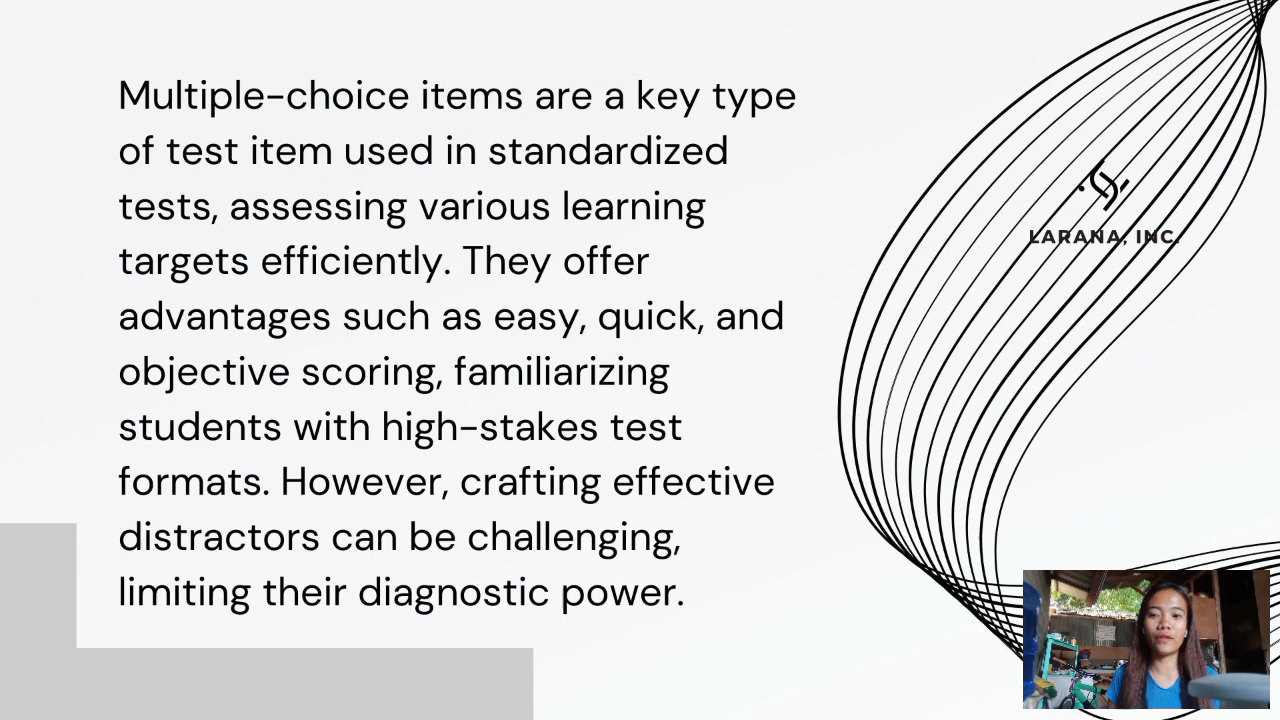 Multiple-choice items are a key type
of test item used in standardized
tests, assessing various learning
targets efficiently. They offer
advantages such as easy, quick, and
objective scoring, familiarizing
students with high-stakes test
formats. However, crafting effective
distractors can be challenging,
limiting their diagnostic power.
LARANA, INC.